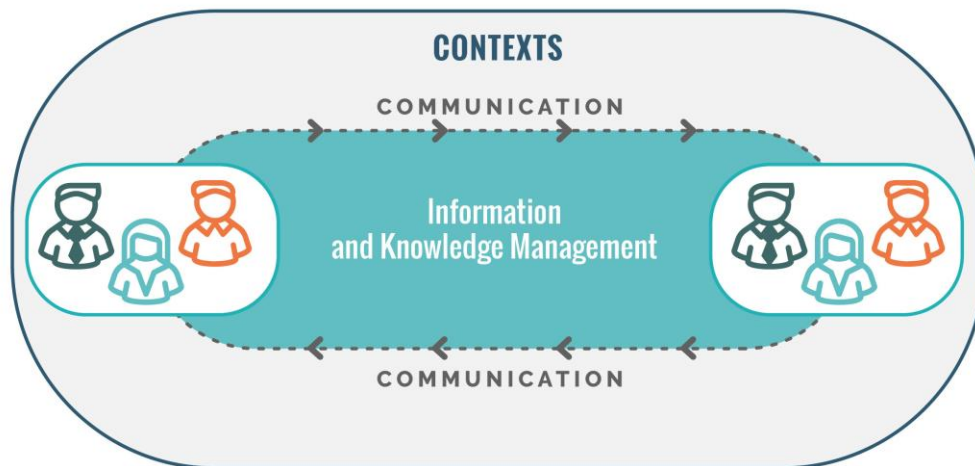 CONTEXTS
COMMUNICATION
Information
and Knowledge Management
COMMUNICATION